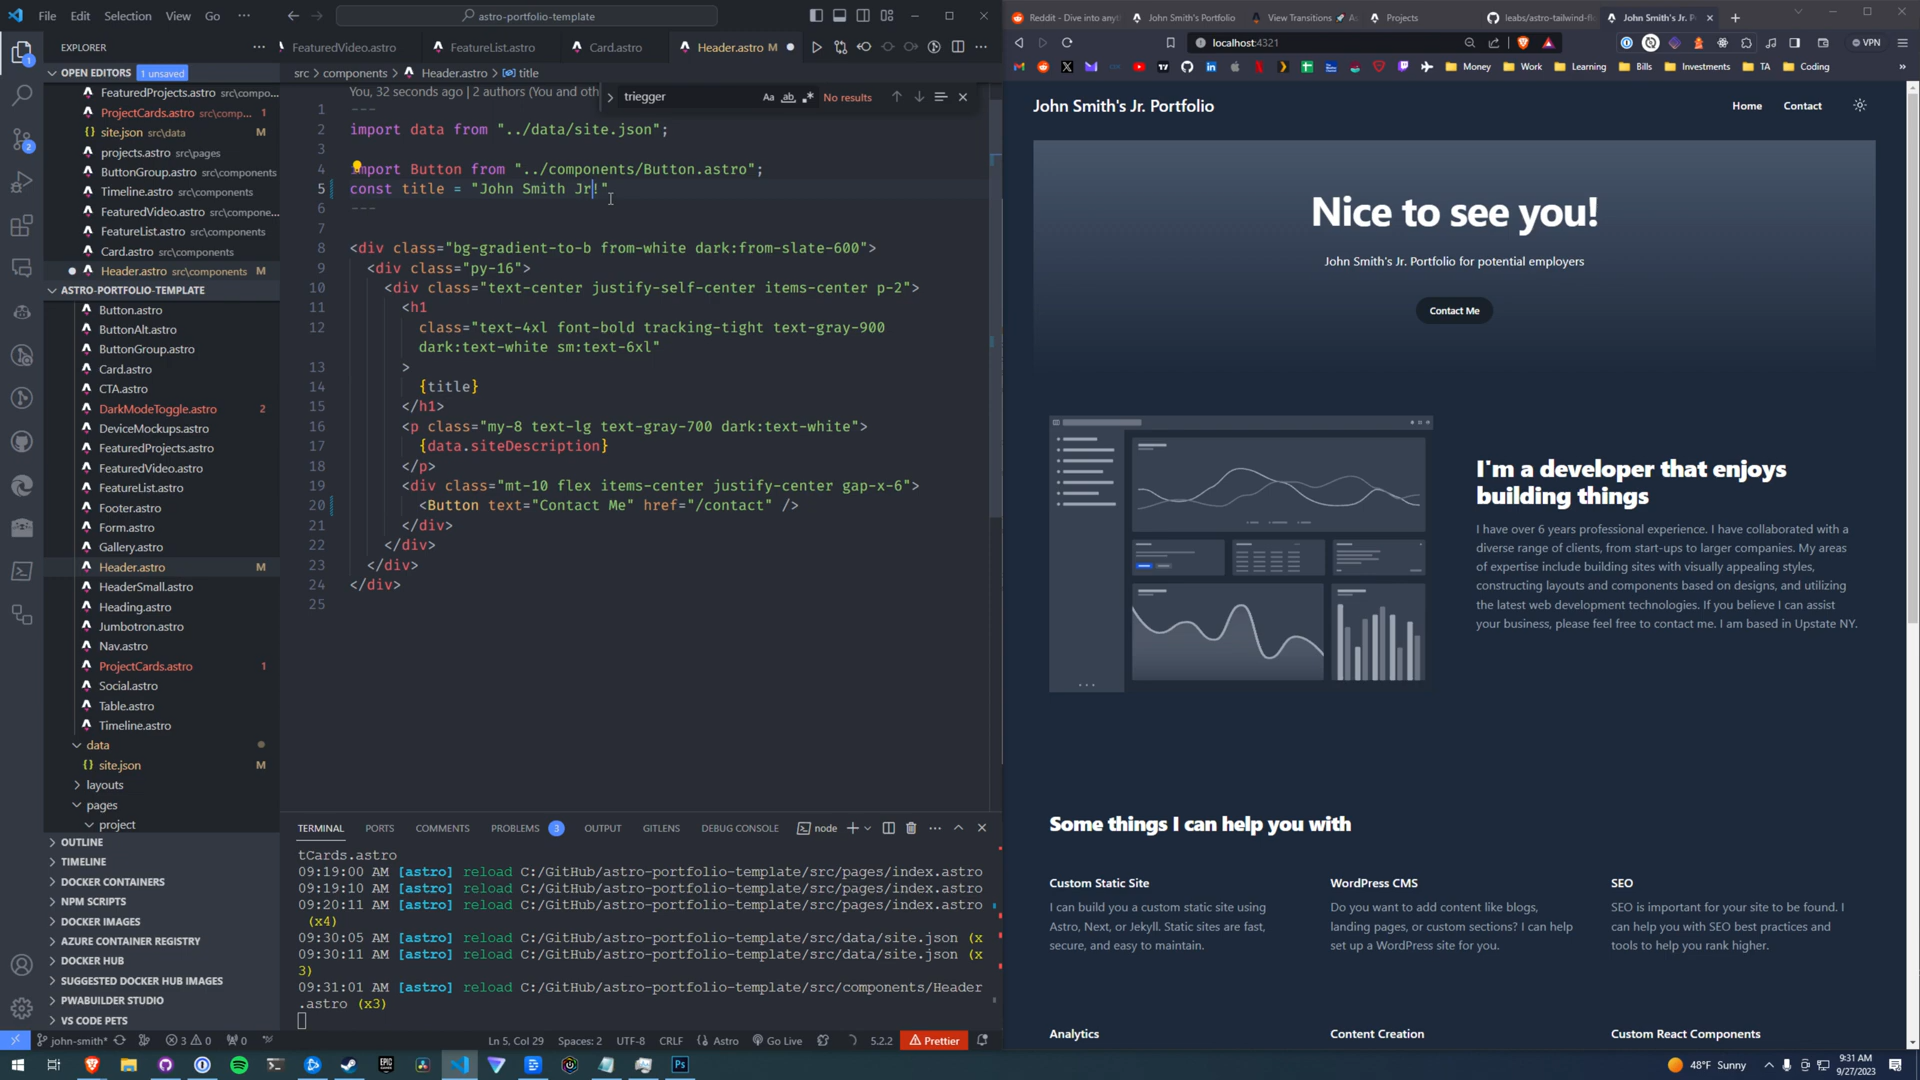 File Edit Selection View Go ···
astro-portfolio-template
EXPLORER
OPEN EDITORS 1 unsaved
FeaturedProjects.astro src\compo...
ProjectCards.astro src\comp... 1
site.json src\data M
projects.astro src\pages
ButtonGroup.astro src\compone...
Timeline.astro src\components
FeaturedVideo.astro src\compone...
FeatureList.astro src\components
Card.astro src\components
Header.astro src\components M
ASTRO-PORTFOLIO-TEMPLATE
Button.astro
ButtonAlt.astro
ButtonGroup.astro
Card.astro
CTA.astro
DarkModeToggle.astro 2
DeviceMockups.astro
FeaturedProjects.astro
FeaturedVideo.astro
FeatureList.astro
Footer.astro
Form.astro
Gallery.astro
Header.astro M
HeaderSmall.astro
Heading.astro
Jumbotron.astro
Nav.astro
ProjectCards.astro 1
Social.astro
Table.astro
Timeline.astro
data
site.json M
layouts
pages
project
OUTLINE
TIMELINE
DOCKER CONTAINERS
NPM SCRIPTS
DOCKER IMAGES
AZURE CONTAINER REGISTRY
DOCKER HUB
SUGGESTED DOCKER HUB IMAGES
PWABUILDER STUDIO
VS CODE PETS
FeaturedVideo.astro FeatureList.astro Card.astro Header.astro M
src > components > Header.astro > title
You, 32 seconds ago | 2 authors (You and oth
triegger Aa ab .* No results
1 ---
2 import data from "../data/site.json";
3
4 import Button from "../components/Button.astro";
5 const title = "John Smith Jr!"
6 ---
7
8 <div class="bg-gradient-to-b from-white dark:from-slate-600">
9 <div class="py-16">
10 <div class="text-center justify-self-center items-center p-2">
11 <h1
12 class="text-4xl font-bold tracking-tight text-gray-900
dark:text-white sm:text-6xl"
13 >
14 {title}
15 </h1>
16 <p class="my-8 text-lg text-gray-700 dark:text-white">
17 {data.siteDescription}
18 </p>
19 <div class="mt-10 flex items-center justify-center gap-x-6">
20 <Button text="Contact Me" href="/contact" />
21 </div>
22 </div>
23 </div>
24 </div>
25
TERMINAL PORTS COMMENTS PROBLEMS 3 OUTPUT GITLENS DEBUG CONSOLE node
tCards.astro
09:19:00 AM [astro] reload C:/GitHub/astro-portfolio-template/src/pages/index.astro
09:19:10 AM [astro] reload C:/GitHub/astro-portfolio-template/src/pages/index.astro
09:20:11 AM [astro] reload C:/GitHub/astro-portfolio-template/src/pages/index.astro
(x4)
09:30:05 AM [astro] reload C:/GitHub/astro-portfolio-template/src/data/site.json (x
09:30:11 AM [astro] reload C:/GitHub/astro-portfolio-template/src/data/site.json (x
3)
09:31:01 AM [astro] reload C:/GitHub/astro-portfolio-template/src/components/Header
.astro (x3)
john-smith* 3 0 0 Ln 5, Col 29 Spaces: 2 UTF-8 CRLF Astro Go Live 5.2.2 Prettier
Reddit - Dive into anyt John Smith's Portfolio View Transitions Projects leabs/astro-tailwind-fl John Smith's Jr. P
localhost:4321 VPN
Money Work Learning Bills Investments TA Coding »
John Smith's Jr. Portfolio
Home Contact
Nice to see you!
John Smith's Jr. Portfolio for potential employers
Contact Me
I'm a developer that enjoys
building things
I have over 6 years professional experience. I have collaborated with a
diverse range of clients, from start-ups to larger companies. My areas
of expertise include building sites with visually appealing styles,
constructing layouts and components based on designs, and utilizing
the latest web development technologies. If you believe I can assist
your business, please feel free to contact me. I am based in Upstate NY.
Some things I can help you with
Custom Static Site
I can build you a custom static site using
Astro, Next, or Jekyll. Static sites are fast,
secure, and easy to maintain.
WordPress CMS
Do you want to add content like blogs,
landing pages, or custom sections? I can help
set up a WordPress site for you.
SEO
SEO is important for your site to be found. I
can help you with SEO best practices and
tools to help you rank higher.
Analytics
Content Creation
Custom React Components
48°F Sunny
9:31 AM
9/27/2023